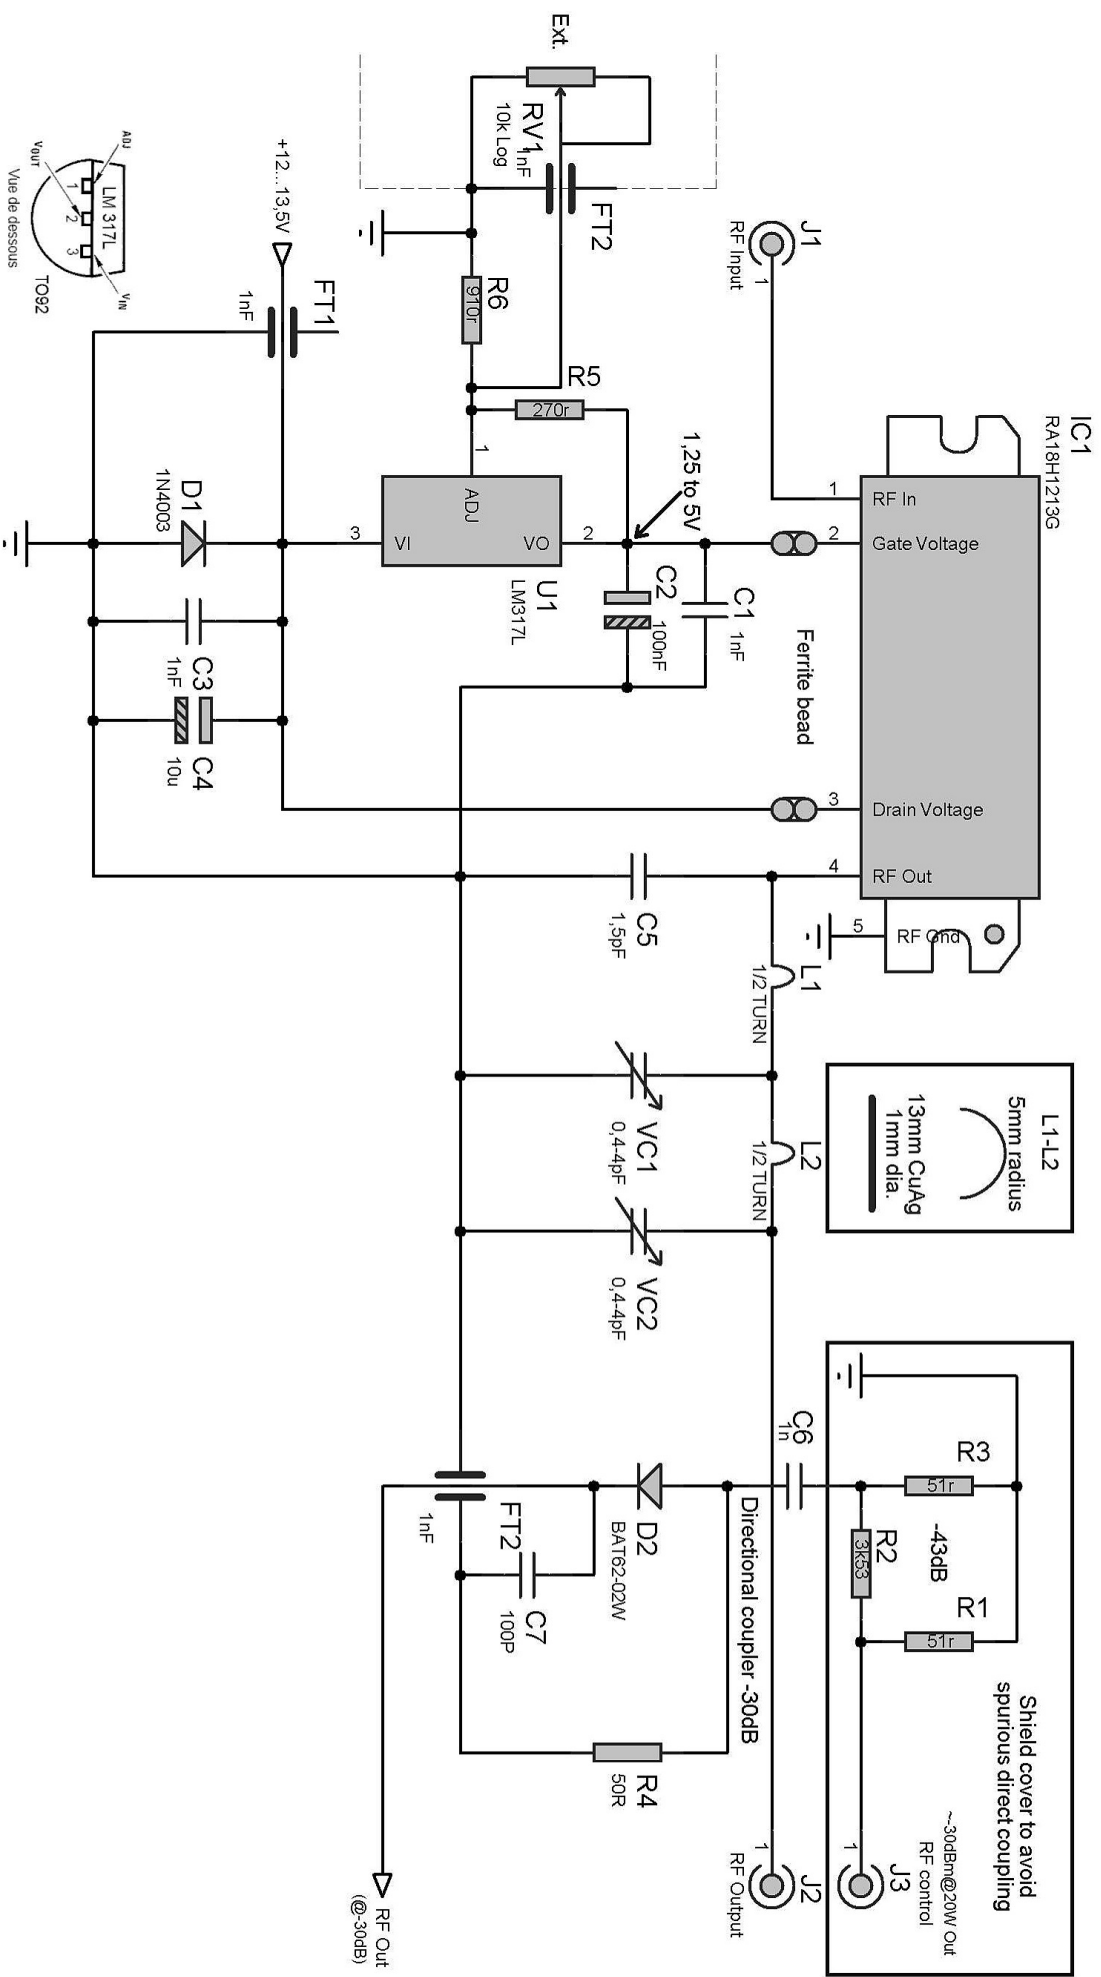 Ext.
RV1
10k Log
1nF
FT2
J1
RF Input
1
IC1
RA18H1213G
1
RF In
2
Gate Voltage
3
Drain Voltage
4
RF Out
5
RF Gnd
Ferrite bead
R6
910r
R5
270r
1
ADJ
3
VI
VO
2
U1
LM317L
1,25 to 5V
C1
1nF
C2
100nF
+12...13,5V
FT1
1nF
D1
1N4003
C3
1nF
C4
10u
ADJ
VOUT
VIN
LM 317L
1
2
3
TO92
Vue de dessous
C5
1,5pF
L1
1/2 TURN
L2
1/2 TURN
VC1
0,4-4pF
VC2
0,4-4pF
L1-L2
5mm radius
13mm CuAg
1mm dia.
C6
1n
R3
51r
-43dB
R2
3k53
R1
51r
Shield cover to avoid
spurious direct coupling
~-30dBm@20W Out
RF control
J3
1
J2
1
RF Output
Directional coupler -30dB
D2
BAT62-02W
FT2
1nF
C7
100P
R4
50R
RF Out
(@-30dB)